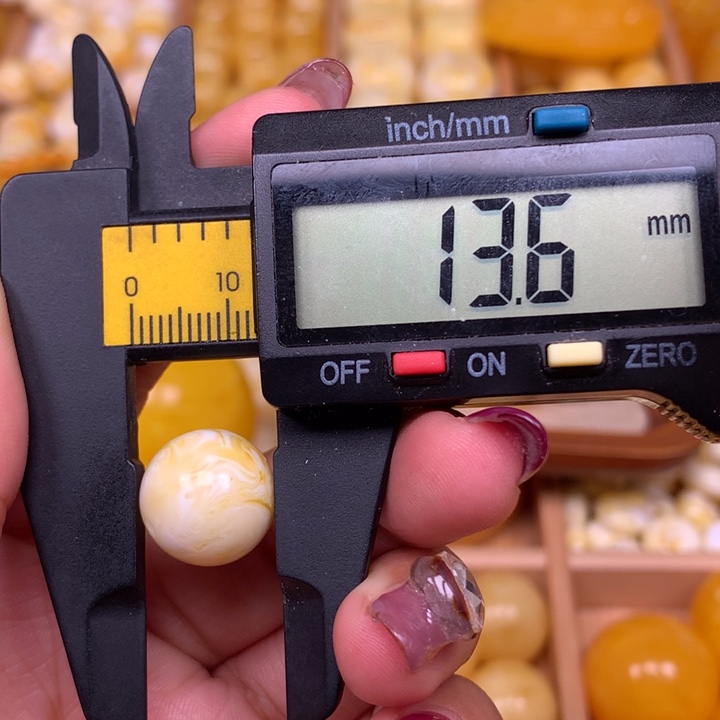 inch/mm
13.6 mm
0 10
OFF ON ZERO